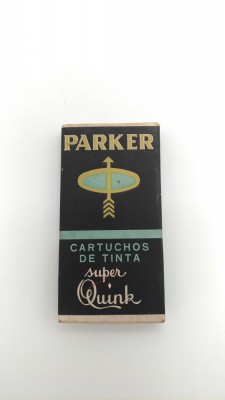 PARKER
CARTUCHOS
DE TINTA
super
Quink